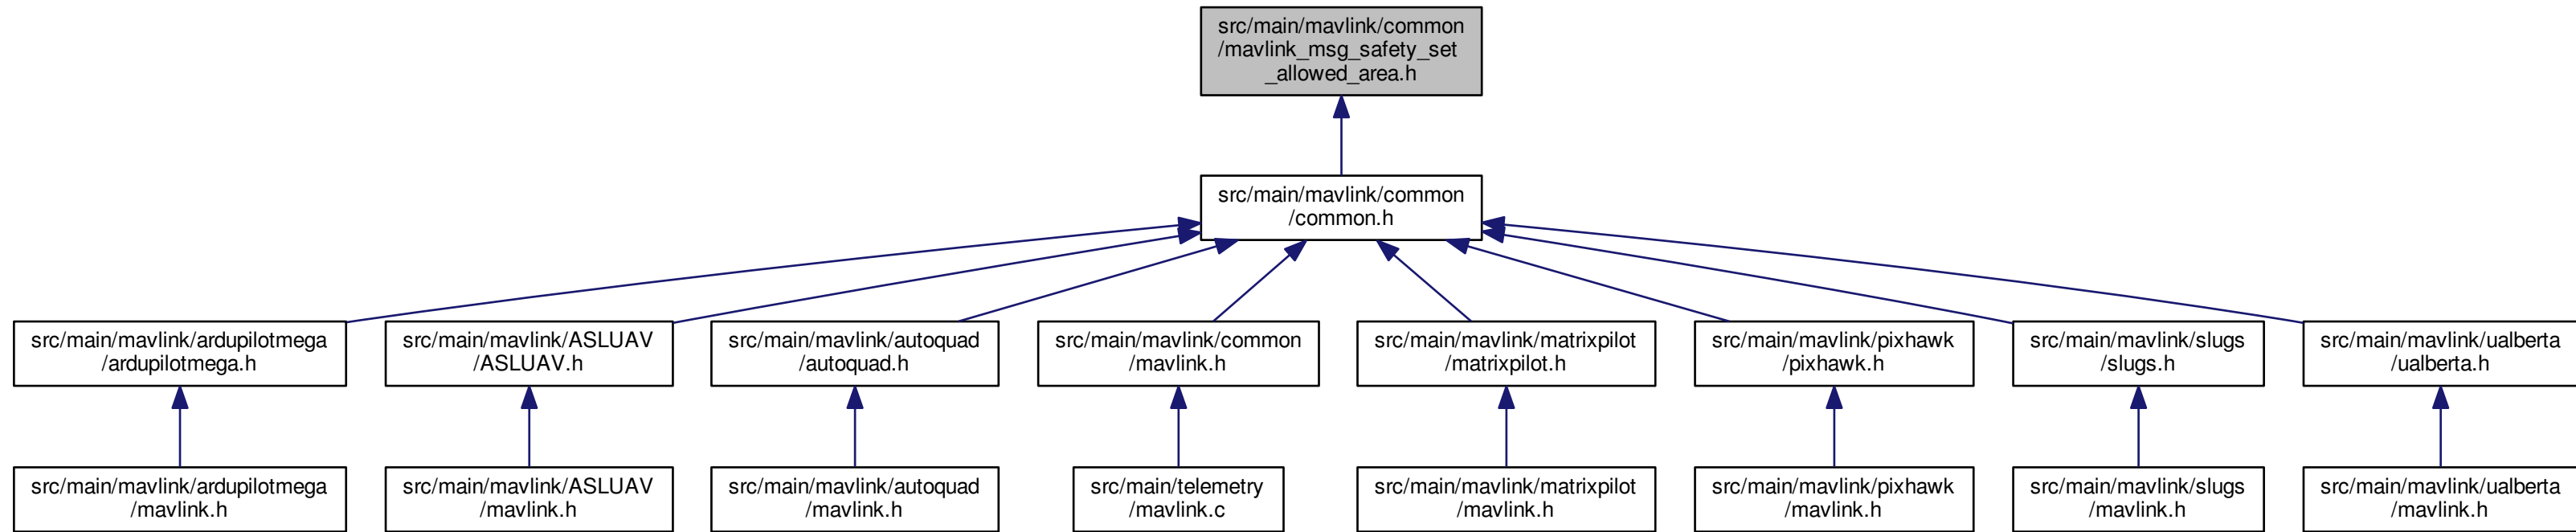 src/main/mavlink/common
/mavlink_msg_safety_set
_allowed_area.h
src/main/mavlink/common
/common.h
src/main/mavlink/ardupilotmega
/ardupilotmega.h
src/main/mavlink/ASLUAV
/ASLUAV.h
src/main/mavlink/autoquad
/autoquad.h
src/main/mavlink/common
/mavlink.h
src/main/mavlink/matrixpilot
/matrixpilot.h
src/main/mavlink/pixhawk
/pixhawk.h
src/main/mavlink/slugs
/slugs.h
src/main/mavlink/ualberta
/ualberta.h
src/main/mavlink/ardupilotmega
/mavlink.h
src/main/mavlink/ASLUAV
/mavlink.h
src/main/mavlink/autoquad
/mavlink.h
src/main/telemetry
/mavlink.c
src/main/mavlink/matrixpilot
/mavlink.h
src/main/mavlink/pixhawk
/mavlink.h
src/main/mavlink/slugs
/mavlink.h
src/main/mavlink/ualberta
/mavlink.h